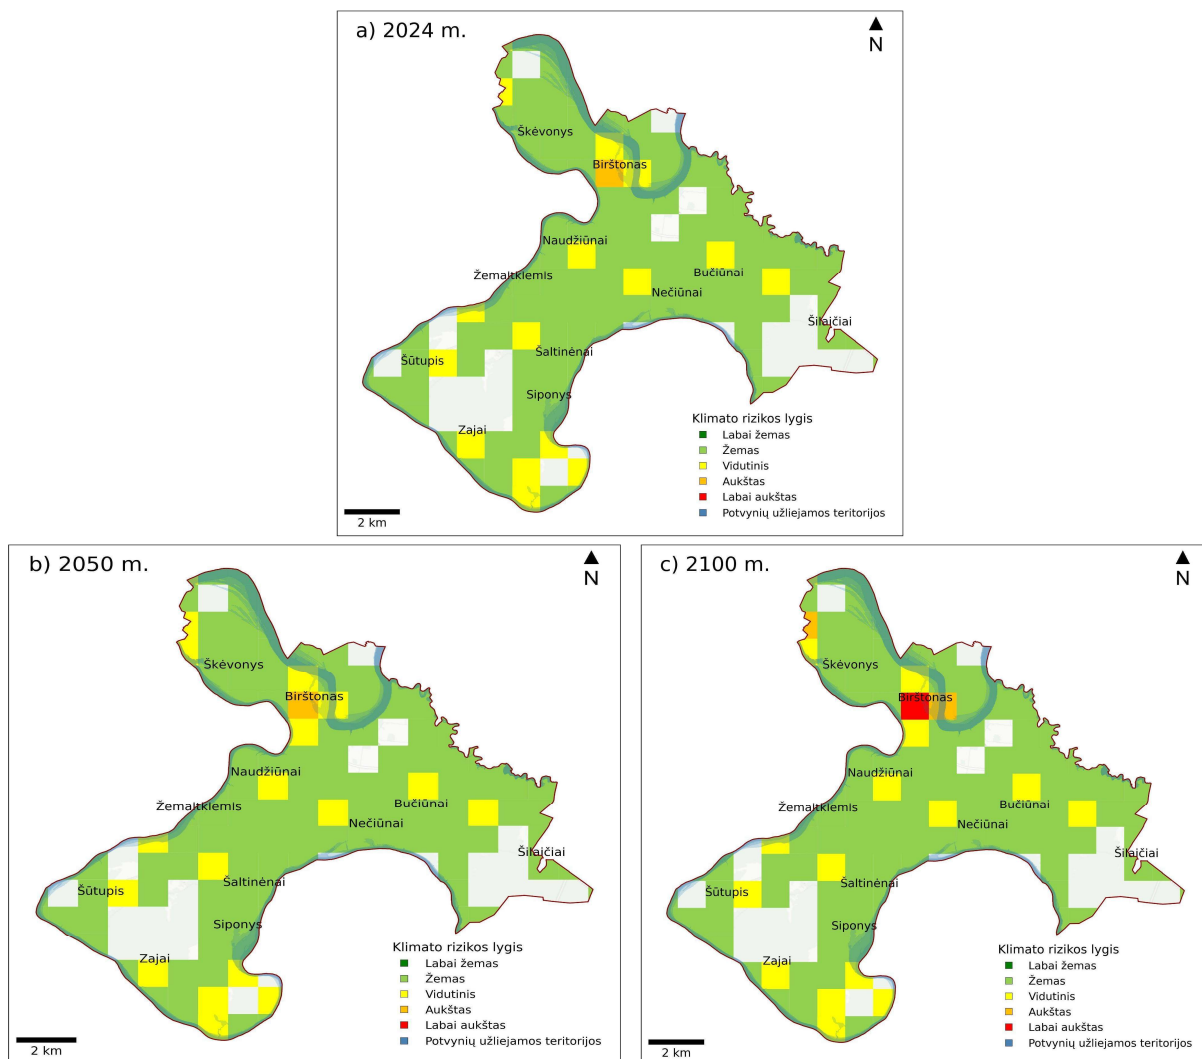 a) 2024 m.
N
Škėvonys
Birštonas
Naudžiūnai
Žemaitkiemis
Bučiūnai
Nečiūnai
Šilaičiai
Šūtupis
Šaltinėnai
Siponys
Zajai
Klimato rizikos lygis
Labai žemas
Žemas
Vidutinis
Aukštas
Labai aukštas
Potvynių užliejamos teritorijos
2 km
b) 2050 m.
N
Škėvonys
Birštonas
Naudžiūnai
Žemaitkiemis
Bučiūnai
Nečiūnai
Šilaičiai
Šūtupis
Šaltinėnai
Siponys
Zajai
Klimato rizikos lygis
Labai žemas
Žemas
Vidutinis
Aukštas
Labai aukštas
Potvynių užliejamos teritorijos
2 km
c) 2100 m.
N
Škėvonys
Birštonas
Naudžiūnai
Žemaitkiemis
Bučiūnai
Nečiūnai
Šilaičiai
Šūtupis
Šaltinėnai
Siponys
Zajai
Klimato rizikos lygis
Labai žemas
Žemas
Vidutinis
Aukštas
Labai aukštas
Potvynių užliejamos teritorijos
2 km